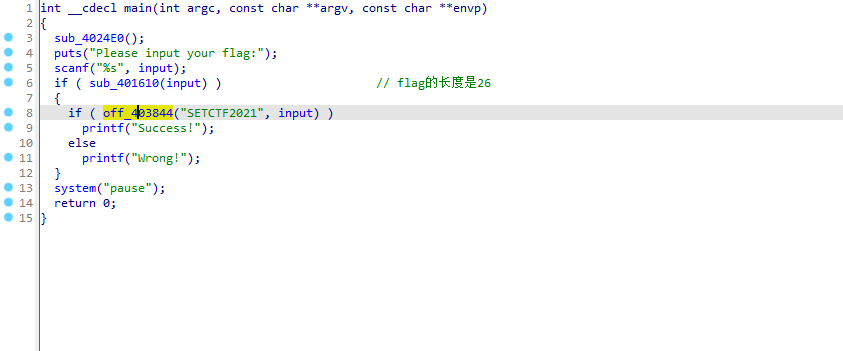 1 int __cdecl main(int argc, const char **argv, const char **envp)
2 {
3 sub_4024E0();
4 puts("Please input your flag:");
5 scanf("%s", input);
6 if ( sub_401610(input) ) // flag的长度是26
7 {
8 if ( off_403844("SETCTF2021", input) )
9 printf("Success!");
10 else
11 printf("Wrong!");
12 }
13 system("pause");
14 return 0;
15 }